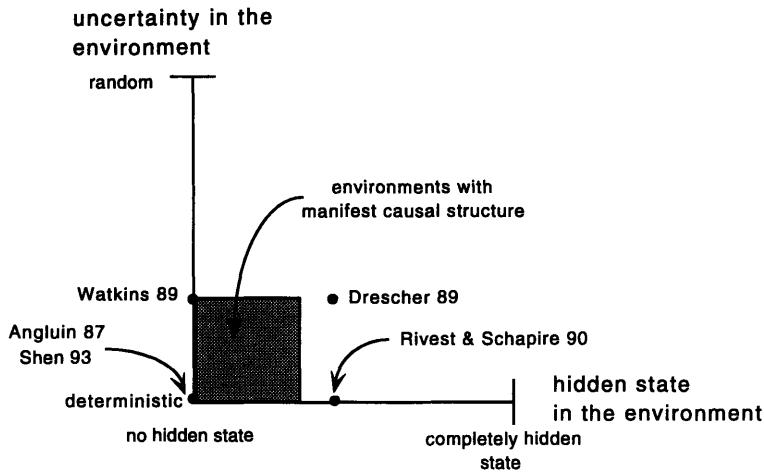 uncertainty in the
environment
random
environments with
manifest causal structure
Watkins 89
Drescher 89
Angluin 87
Shen 93
Rivest & Schapire 90
deterministic
hidden state
in the environment
no hidden state
completely hidden
state